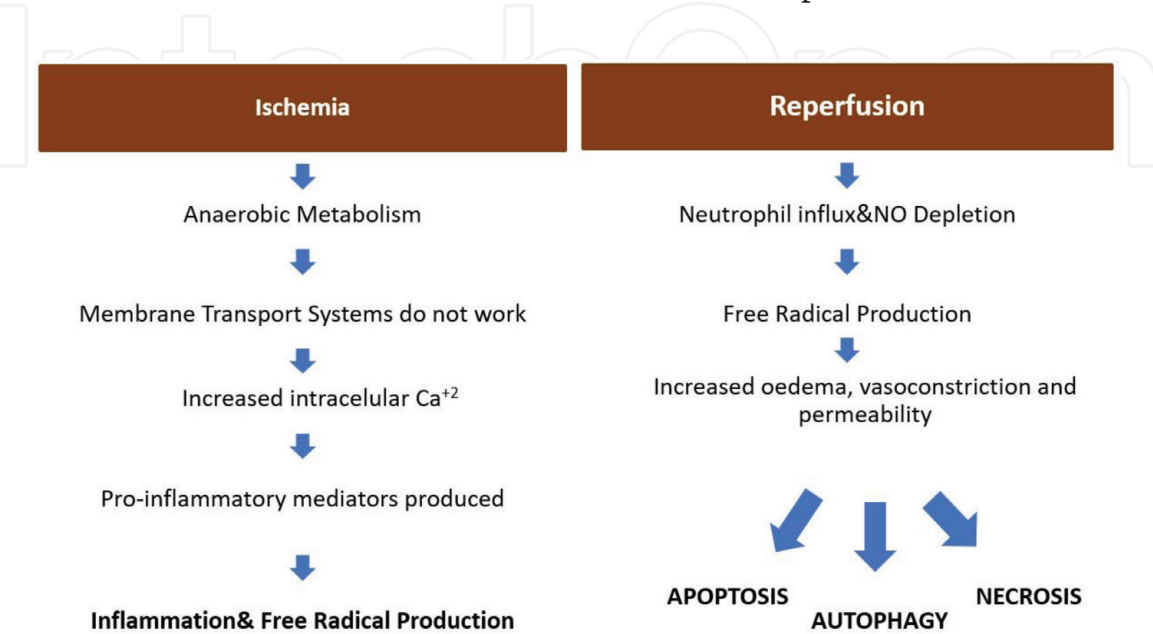 IntechOpen
Ischemia
Anaerobic Metabolism
Membrane Transport Systems do not work
Increased intracelular Ca⁺²
Pro-inflammatory mediators produced
Inflammation& Free Radical Production
Reperfusion
Neutrophil influx&NO Depletion
Free Radical Production
Increased oedema, vasoconstriction and
permeability
APOPTOSIS
AUTOPHAGY
NECROSIS